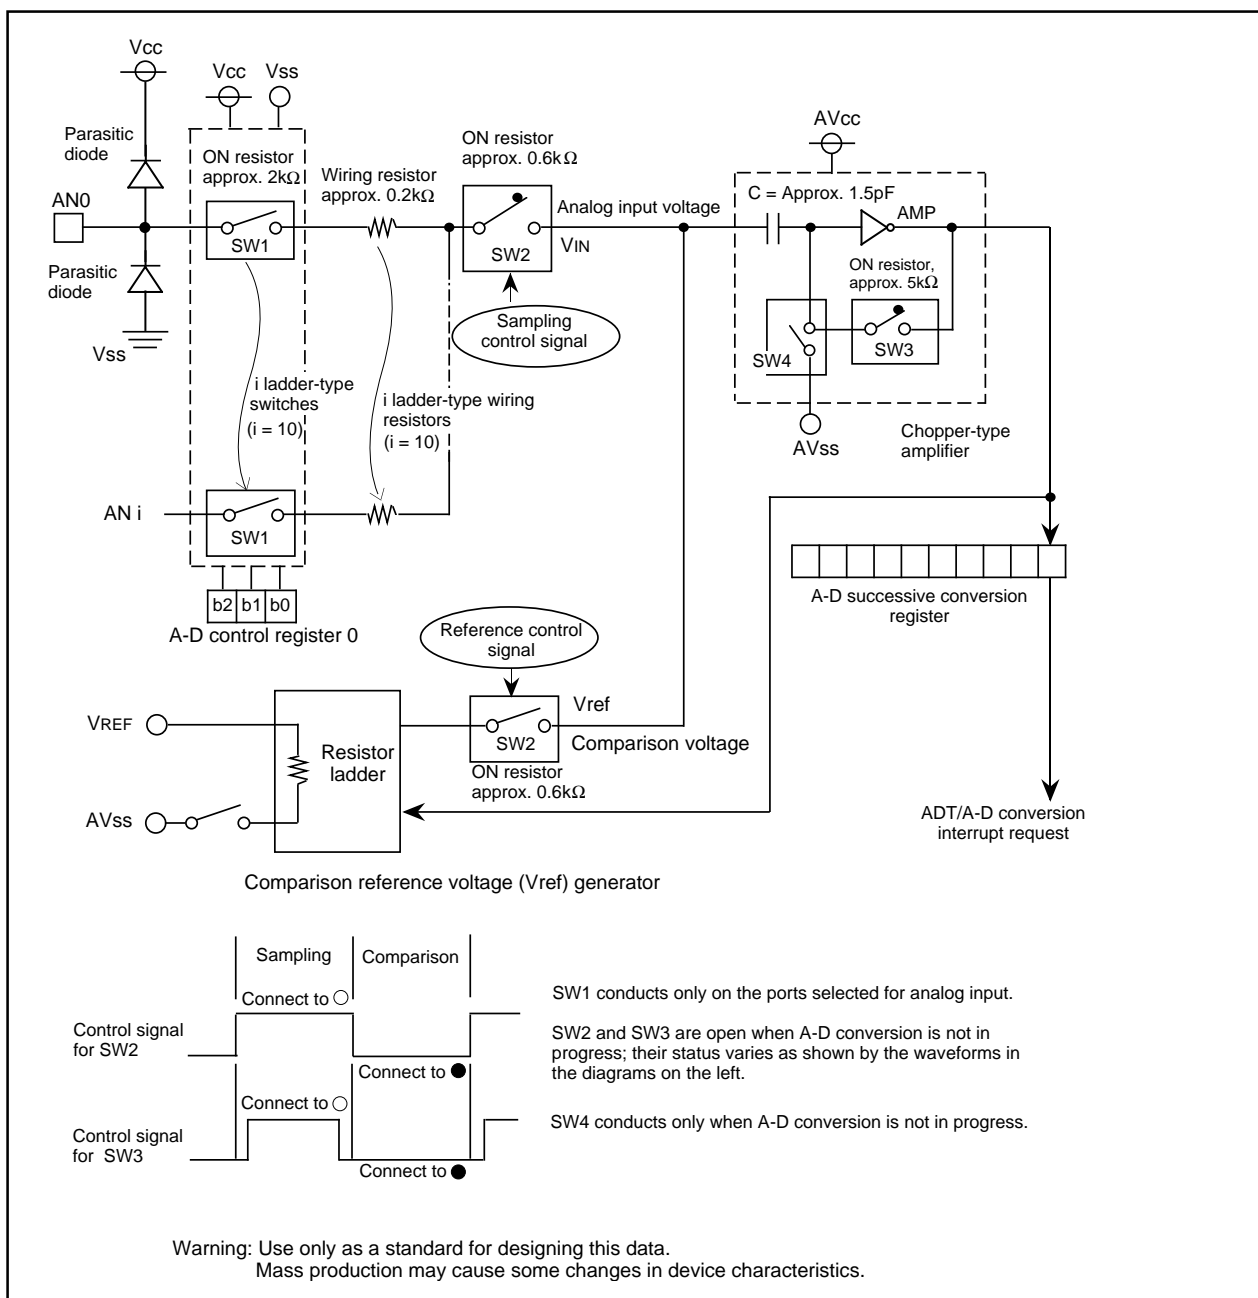 Vcc
Vcc
Vss
AVcc
Parasitic
diode
ON resistor
approx. 2kΩ
Wiring resistor
approx. 0.2kΩ
ON resistor
approx. 0.6kΩ
C = Approx. 1.5pF
AN0
SW1
SW2
Analog input voltage
VIN
AMP
Parasitic
diode
Vss
ON resistor,
approx. 5kΩ
Sampling
control signal
SW4
SW3
i ladder-type
switches
(i = 10)
i ladder-type wiring
resistors
(i = 10)
AVss
Chopper-type
amplifier
AN i
SW1
b2 b1 b0
A-D control register 0
A-D successive conversion
register
Reference control
signal
VREF
AVss
Resistor
ladder
SW2
Vref
Comparison voltage
ON resistor
approx. 0.6kΩ
ADT/A-D conversion
interrupt request
Comparison reference voltage (Vref) generator
Sampling
Comparison
Connect to ○
Control signal
for SW2
Connect to ●
Connect to ○
Control signal
for SW3
Connect to ●
SW1 conducts only on the ports selected for analog input.
SW2 and SW3 are open when A-D conversion is not in
progress; their status varies as shown by the waveforms in
the diagrams on the left.
SW4 conducts only when A-D conversion is not in progress.
Warning: Use only as a standard for designing this data.
Mass production may cause some changes in device characteristics.